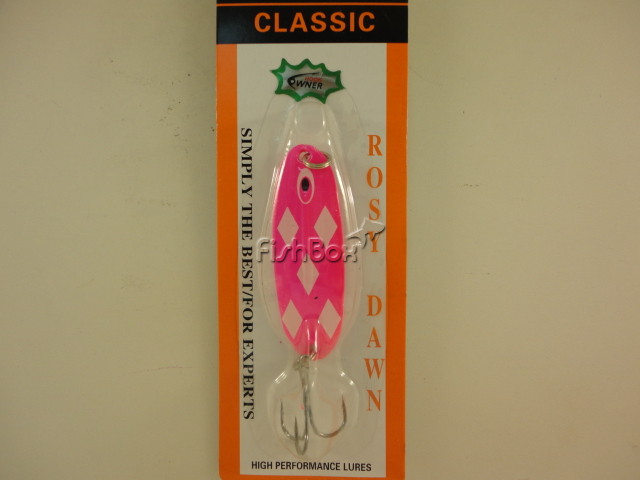 CLASSIC
OWNER
SIMPLY THE BEST/FOR EXPERTS
ROSY DAWN
FishBox
HIGH PERFORMANCE LURES